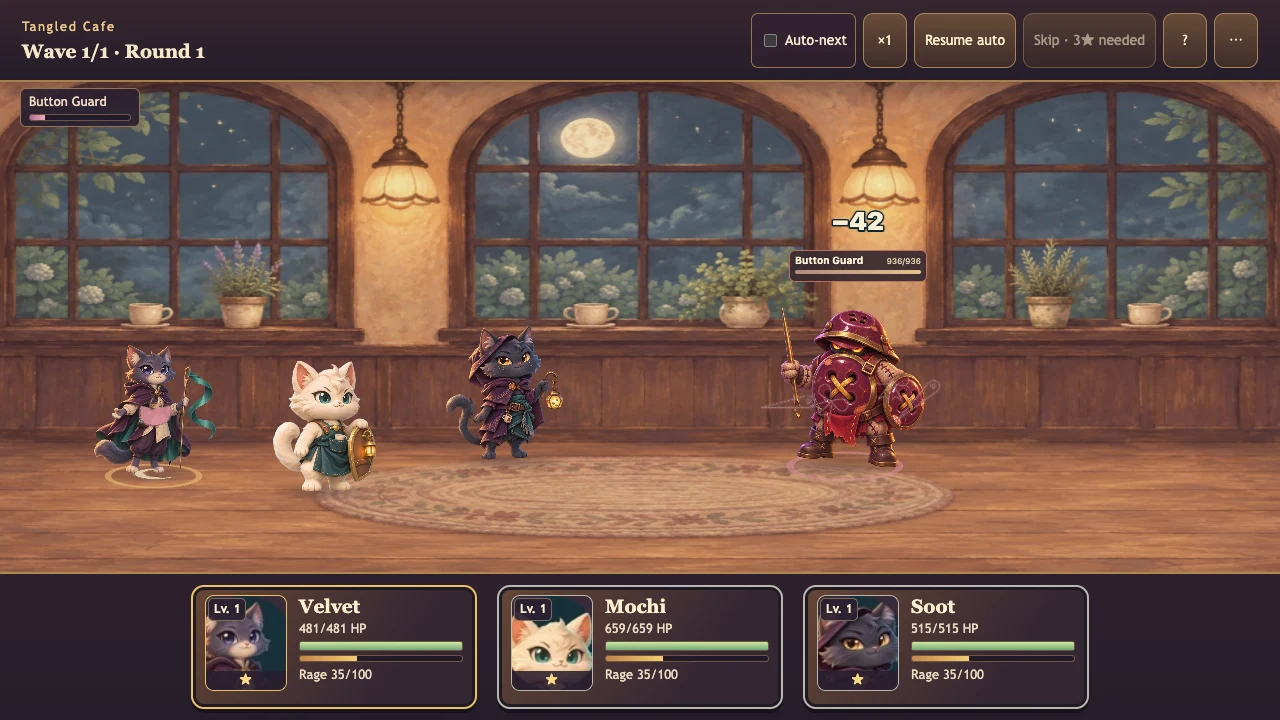 Tangled Cafe
Wave 1/1 · Round 1
Auto-next
×1
Resume auto
Skip · 3★ needed
?
···
Button Guard
−42
Button Guard 936/936
Lv. 1
Velvet
481/481 HP
Rage 35/100
★
Lv. 1
Mochi
659/659 HP
Rage 35/100
★
Lv. 1
Soot
515/515 HP
Rage 35/100
★